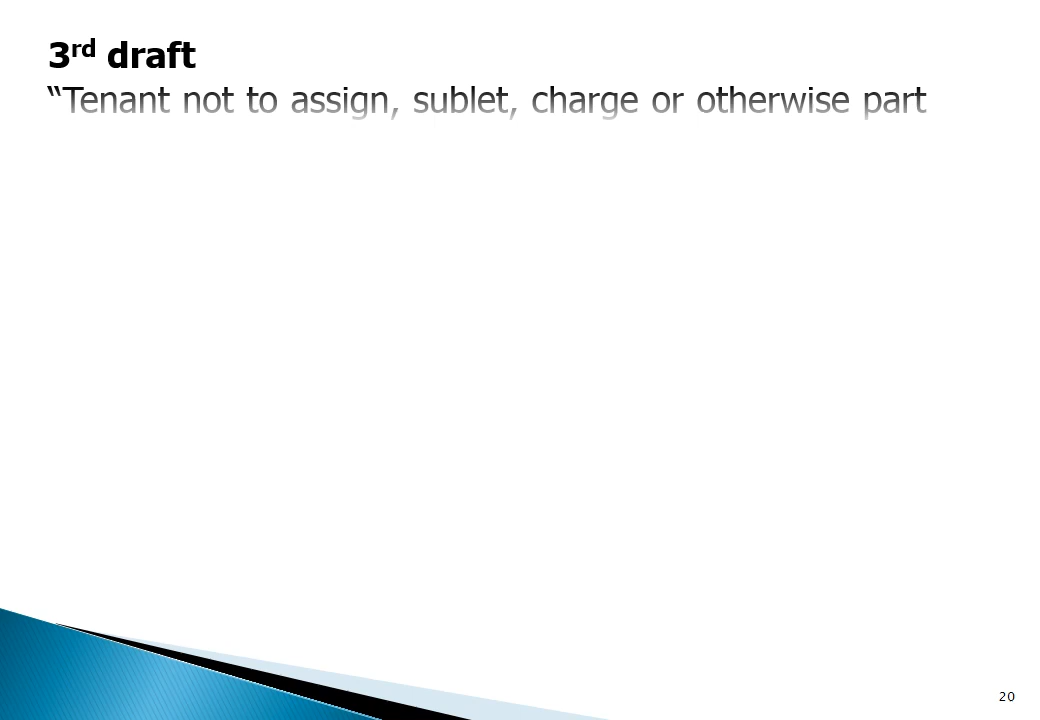 3rd draft
“Tenant not to assign, sublet, charge or otherwise part
20